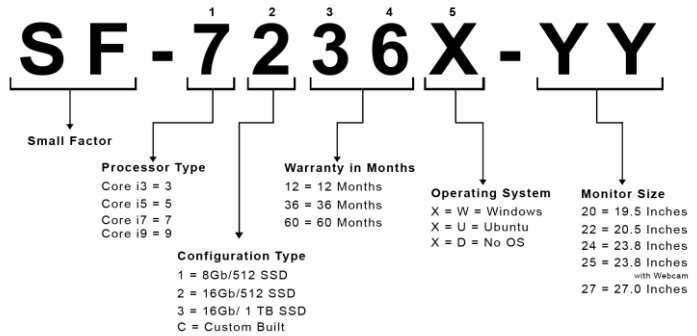 1 2 3 4 5
SF-7236X-YY
Small Factor
Processor Type
Core i3 = 3
Core i5 = 5
Core i7 = 7
Core i9 = 9
Configuration Type
1 = 8Gb/512 SSD
2 = 16Gb/512 SSD
3 = 16Gb/ 1 TB SSD
C = Custom Built
Warranty in Months
12 = 12 Months
36 = 36 Months
60 = 60 Months
Operating System
X = W = Windows
X = U = Ubuntu
X = D = No OS
Monitor Size
20 = 19.5 Inches
22 = 20.5 Inches
24 = 23.8 Inches
25 = 23.8 Inches
with Webcam
27 = 27.0 Inches